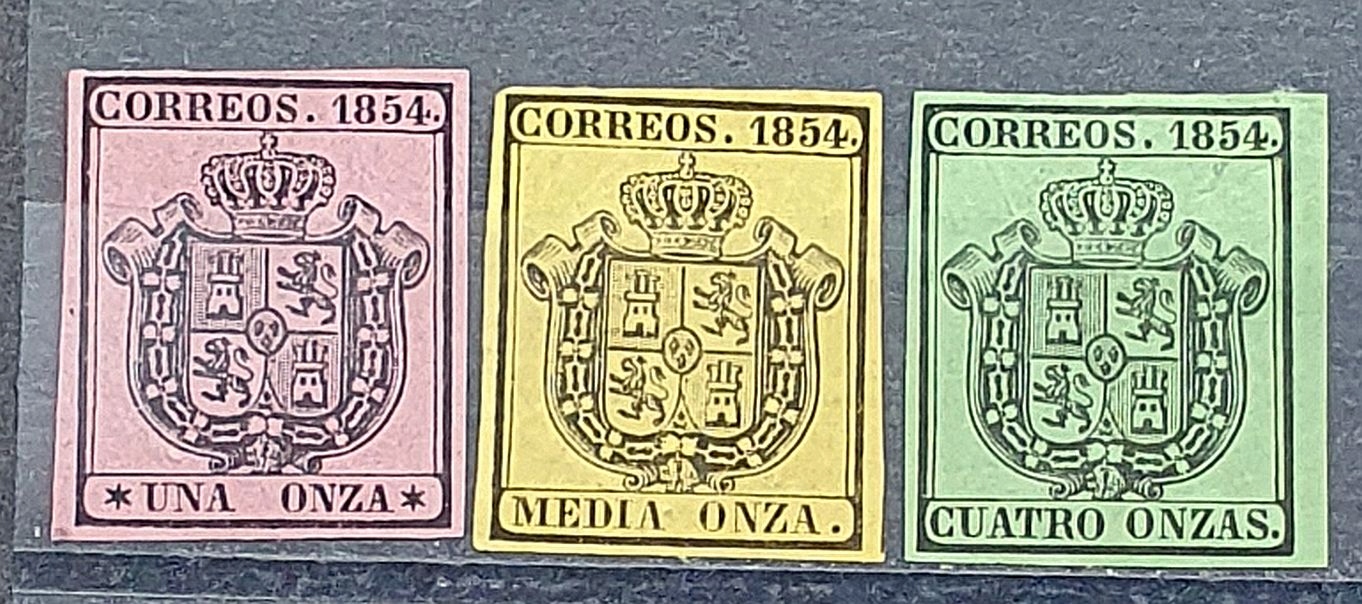 CORREOS. 1854.
*UNA ONZA*
CORREOS. 1854.
MEDIA ONZA.
CORREOS. 1854.
CUATRO ONZAS.